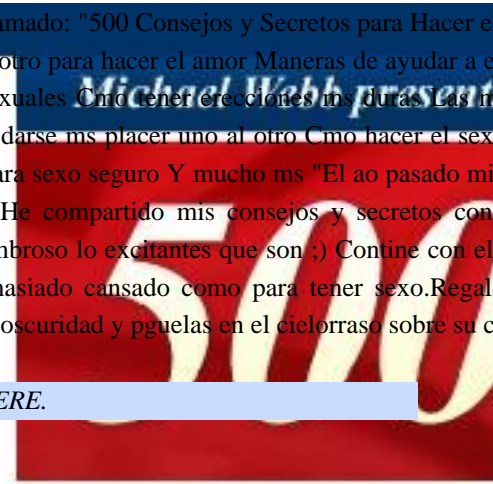 amado: "500 Consejos y Secretos para Hacer e
otro para hacer el amor Maneras de ayudar a e
Michael Webb present
xuales Cmo tener erecciones ms duras Las m
darse ms placer uno al otro Cmo hacer el sex
ara sexo seguro Y mucho ms "El ao pasado mi
He compartido mis consejos y secretos con
mbroso lo excitantes que son ;) Contine con el
nasiado cansado como para tener sexo.Regal
oscuridad y pguelas en el cielorraso sobre su c
500
ERE.